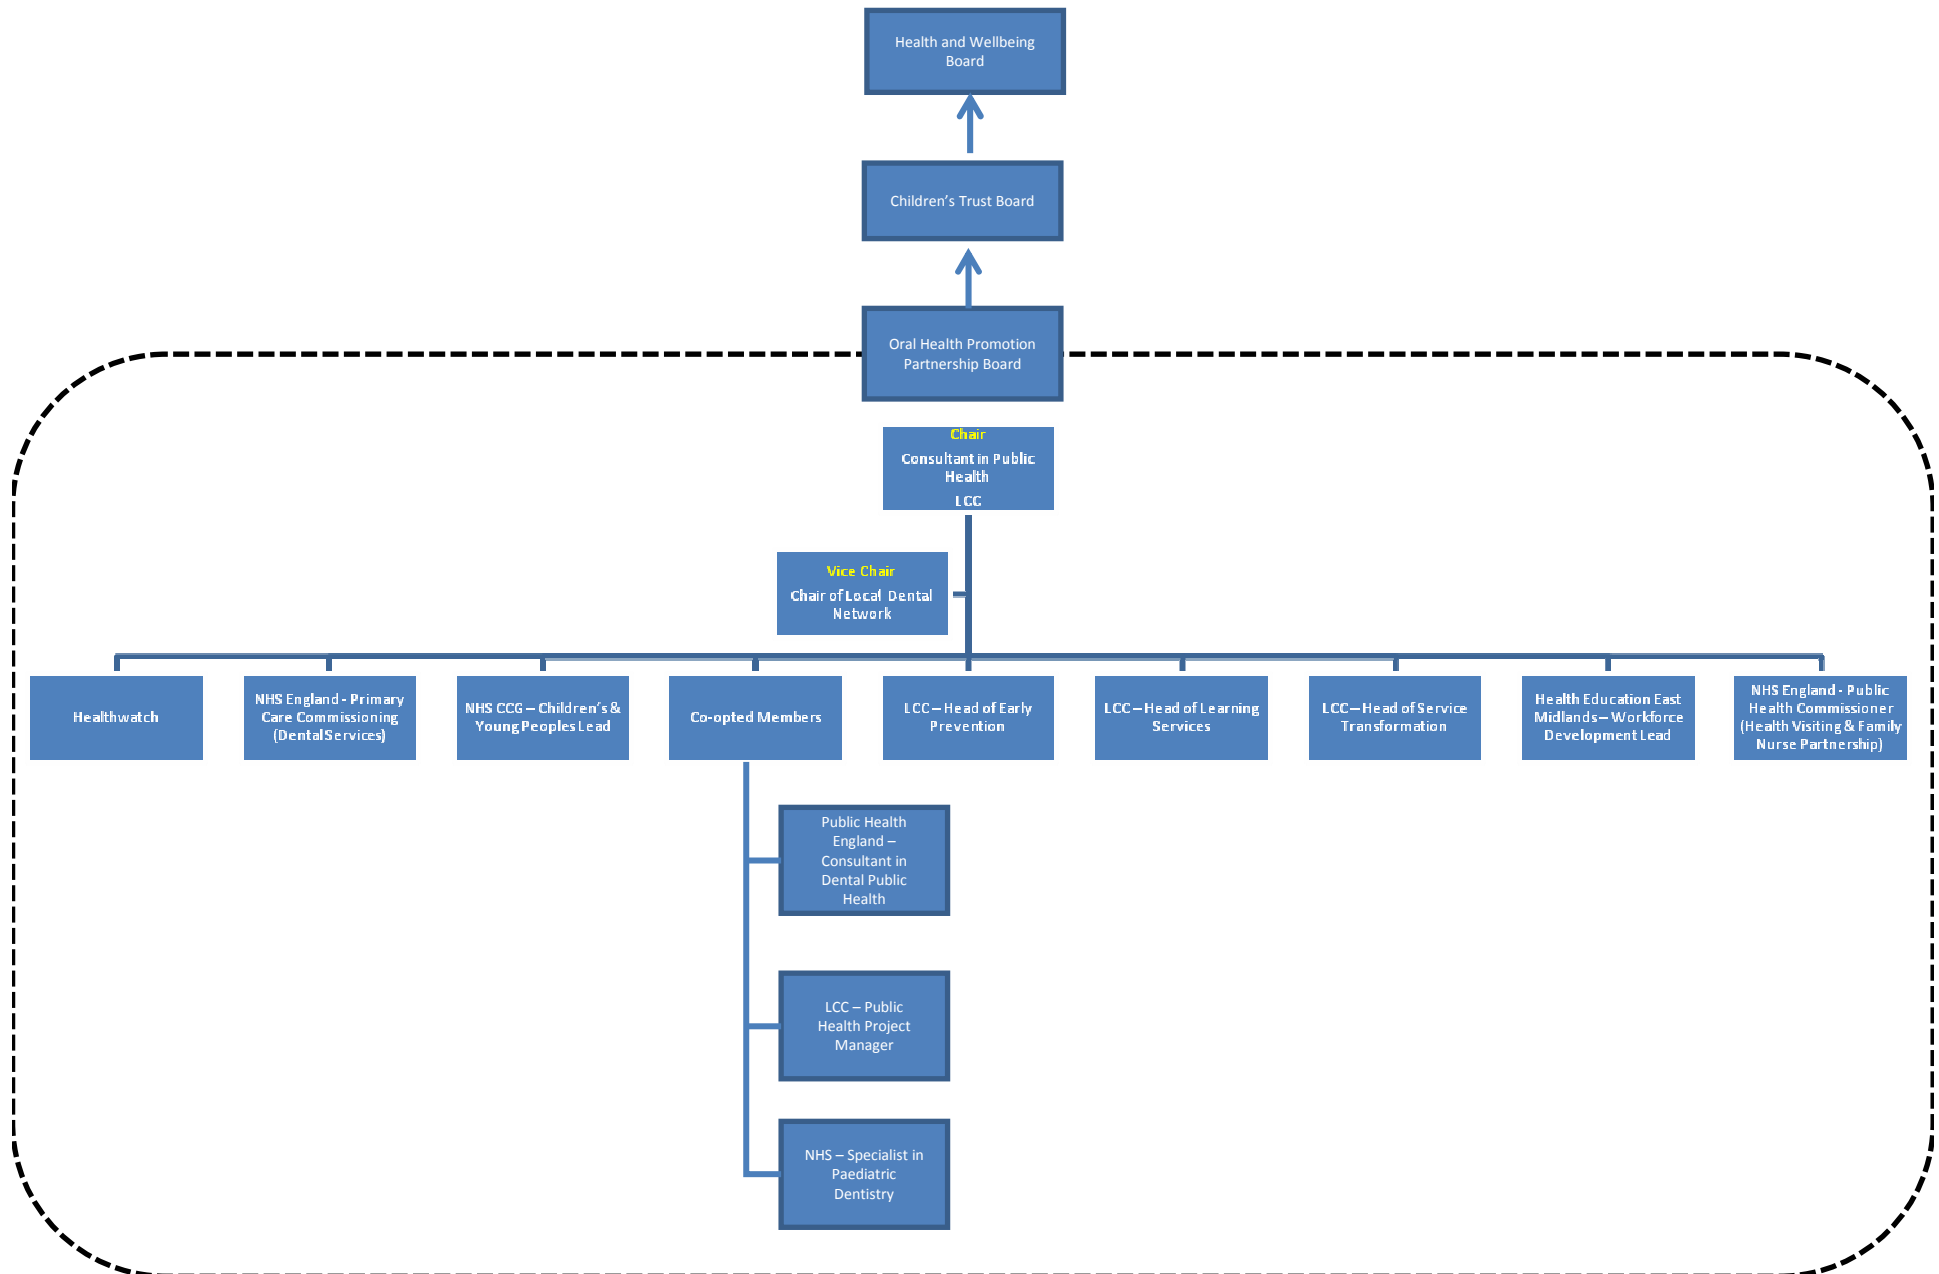 Health and Wellbeing
Board
Children’s Trust Board
Oral Health Promotion
Partnership Board
Chair
Consultant in Public
Health
LCC
Vice Chair
Chair of Local Dental
Network
Healthwatch
NHS England - Primary
Care Commissioning
(Dental Services)
NHS CCG – Children’s &
Young Peoples Lead
Co-opted Members
LCC – Head of Early
Prevention
LCC – Head of Learning
Services
LCC – Head of Service
Transformation
Health Education East
Midlands – Workforce
Development Lead
NHS England - Public
Health Commissioner
(Health Visiting & Family
Nurse Partnership)
Public Health
England –
Consultant in
Dental Public
Health
LCC – Public
Health Project
Manager
NHS – Specialist in
Paediatric
Dentistry